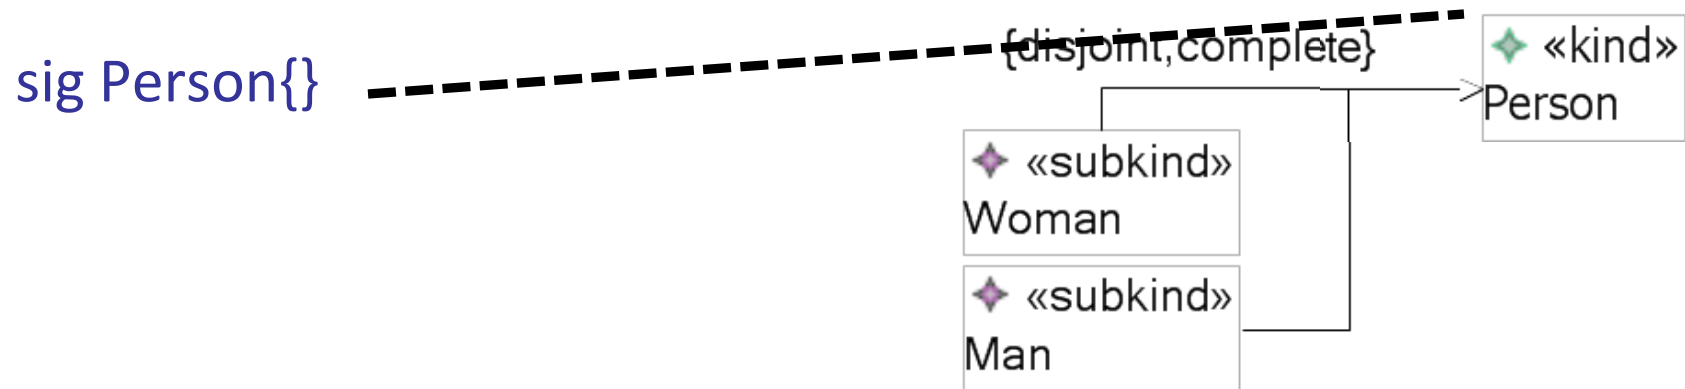 sig Person{}
{disjoint,complete}
«kind»
Person
«subkind»
Woman
«subkind»
Man